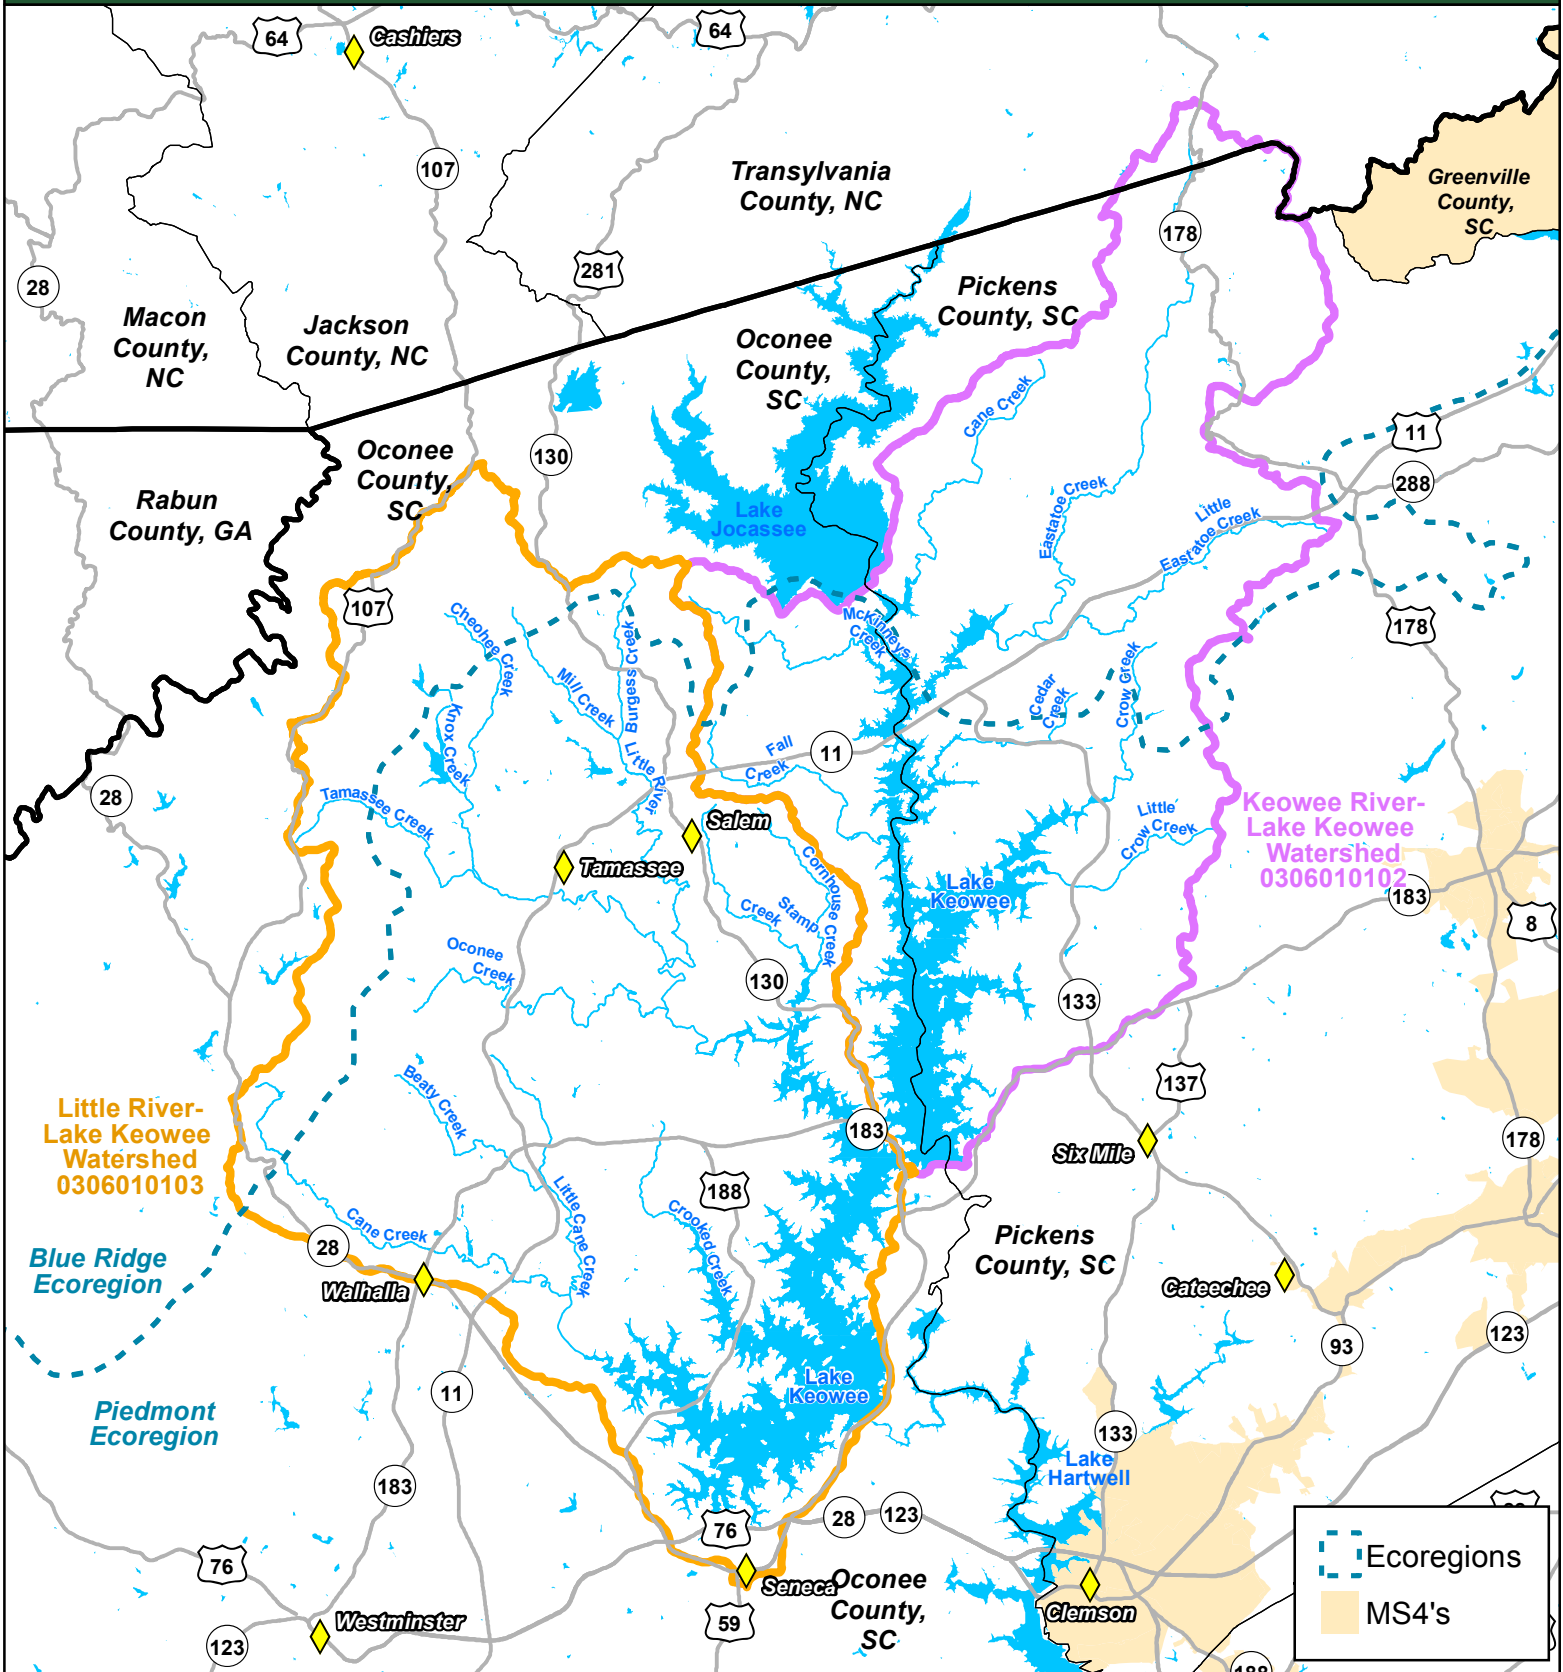 64
Cashiers
64
107
Transylvania
County, NC
Greenville
County,
SC
178
281
28
Pickens
County, SC
Macon
County,
NC
Jackson
County, NC
Oconee
County,
SC
Cane Creek
11
130
Oconee
County,
SC
288
Rabun
County, GA
Lake
Jocassee
Eastatoe Creek
Little
Eastatoe Creek
107
Cheohee Creek
McKinneys
Creek
178
Burgess Creek
Mill Creek
Knox Creek
Cedar
Creek
Crow Creek
Fall
Creek
11
Little River
28
Tamassee Creek
Salem
Little
Crow Creek
Keowee River-
Lake Keowee
Watershed
0306010102
Tamassee
Cornhouse Creek
Lake
Keowee
183
8
Stamp
Creek
Oconee
Creek
130
133
Beaty Creek
137
Little River-
Lake Keowee
Watershed
0306010103
183
178
Six Mile
188
Little Cane Creek
Crooked Creek
Cane Creek
28
Pickens
County, SC
Blue Ridge
Ecoregion
Walhalla
Cateechee
123
93
11
Lake
Keowee
Piedmont
Ecoregion
133
Lake
Hartwell
183
76
28
123
76
Ecoregions
Seneca
Oconee
County,
SC
Clemson
MS4's
59
Westminster
123
188